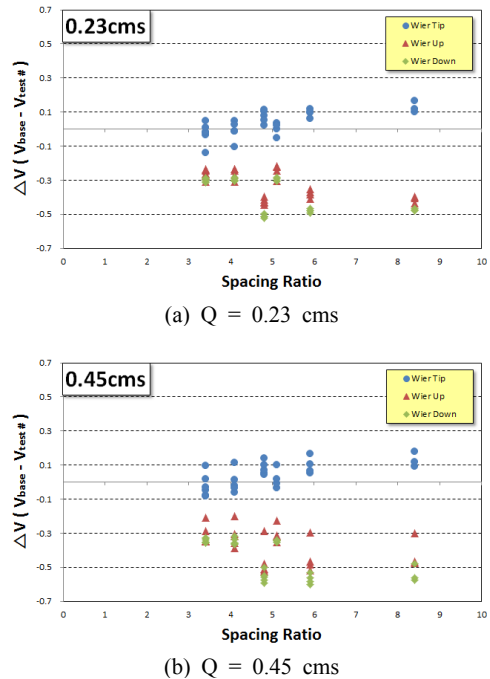 0.23cms
Wier Tip
Wier Up
Wier Down
△V ( Vbase - Vtest # )
0.7
0.5
0.3
0.1
-0.1
-0.3
-0.5
-0.7
0 1 2 3 4 5 6 7 8 9 10
Spacing Ratio
(a) Q = 0.23 cms
0.45cms
Wier Tip
Wier Up
Wier Down
△V ( Vbase - Vtest # )
0.7
0.5
0.3
0.1
-0.1
-0.3
-0.5
-0.7
0 1 2 3 4 5 6 7 8 9 10
Spacing Ratio
(b) Q = 0.45 cms